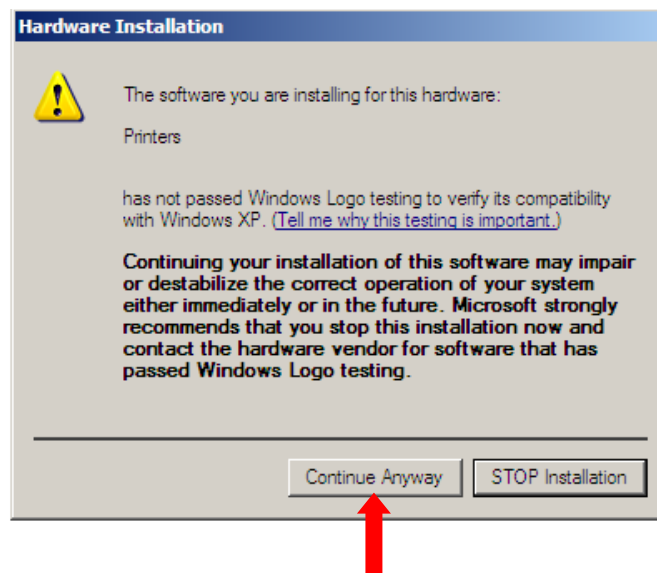 Hardware Installation
The software you are installing for this hardware:
Printers
has not passed Windows Logo testing to verify its compatibility
with Windows XP. (Tell me why this testing is important.)
Continuing your installation of this software may impair
or destabilize the correct operation of your system
either immediately or in the future. Microsoft strongly
recommends that you stop this installation now and
contact the hardware vendor for software that has
passed Windows Logo testing.
Continue Anyway
STOP Installation